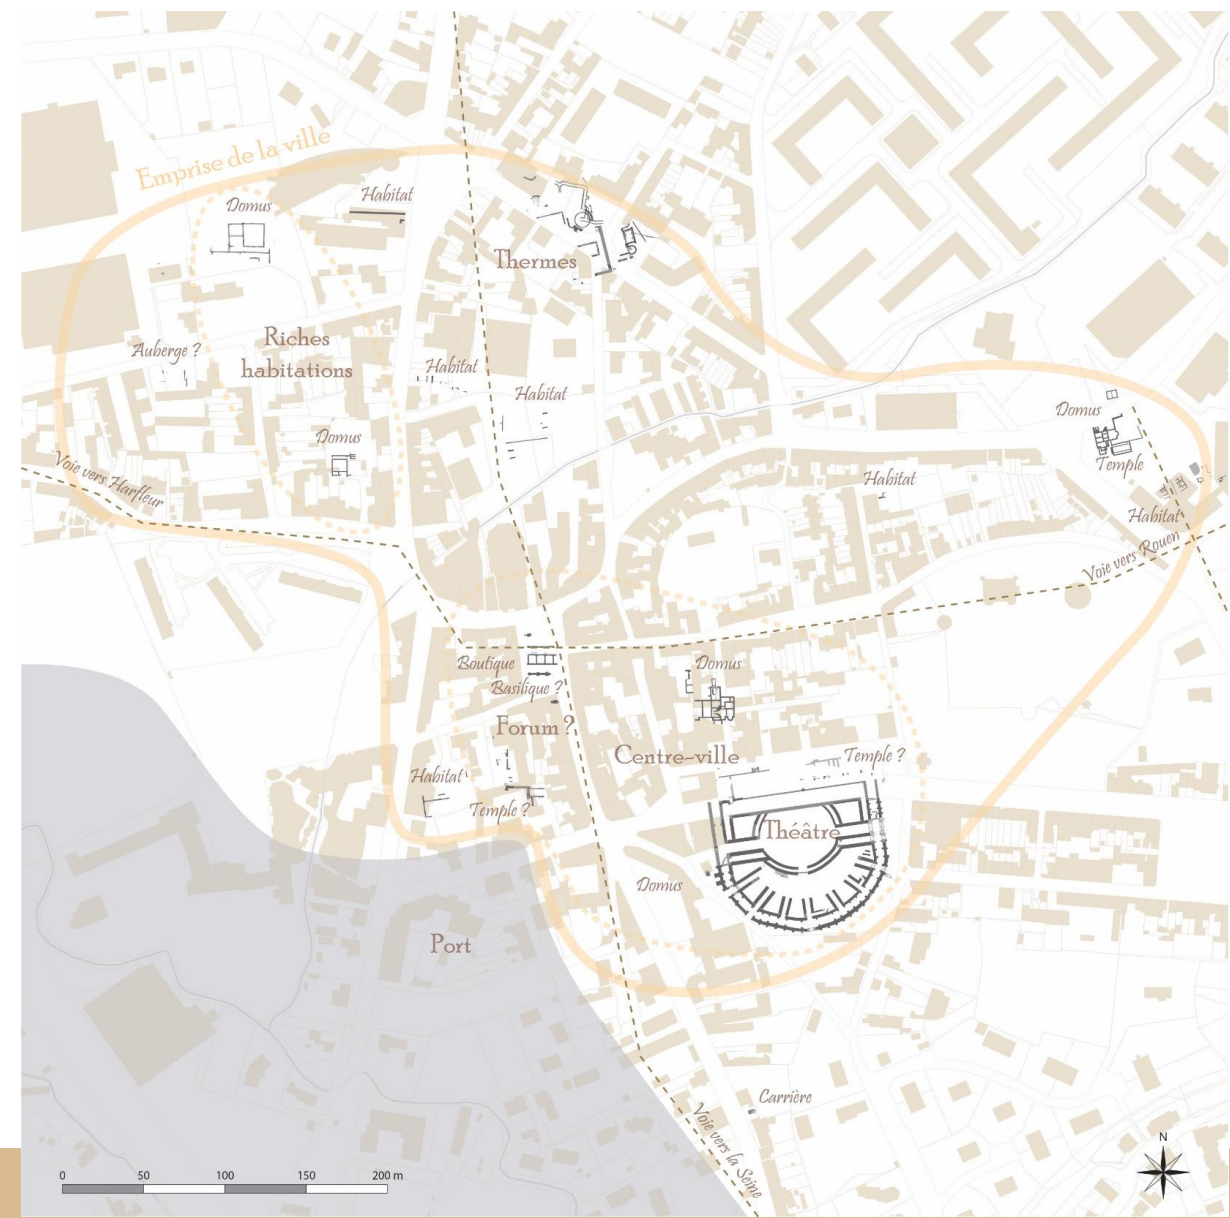 Emprise de la ville
Habitat
Domus
Thermes
Riches
habitations
Auberge ?
Habitat
Habitat
Domus
Domus
Temple
Voie vers Harfleur
Habitat
Habitat
Voie vers Rouen
Boutique
Domus
Basilique ?
Forum ?
Centre-ville
Temple ?
Habitat
Temple ?
Théâtre
Domus
Port
Carrière
Voie vers la Seine
N
0 50 100 150 200 m